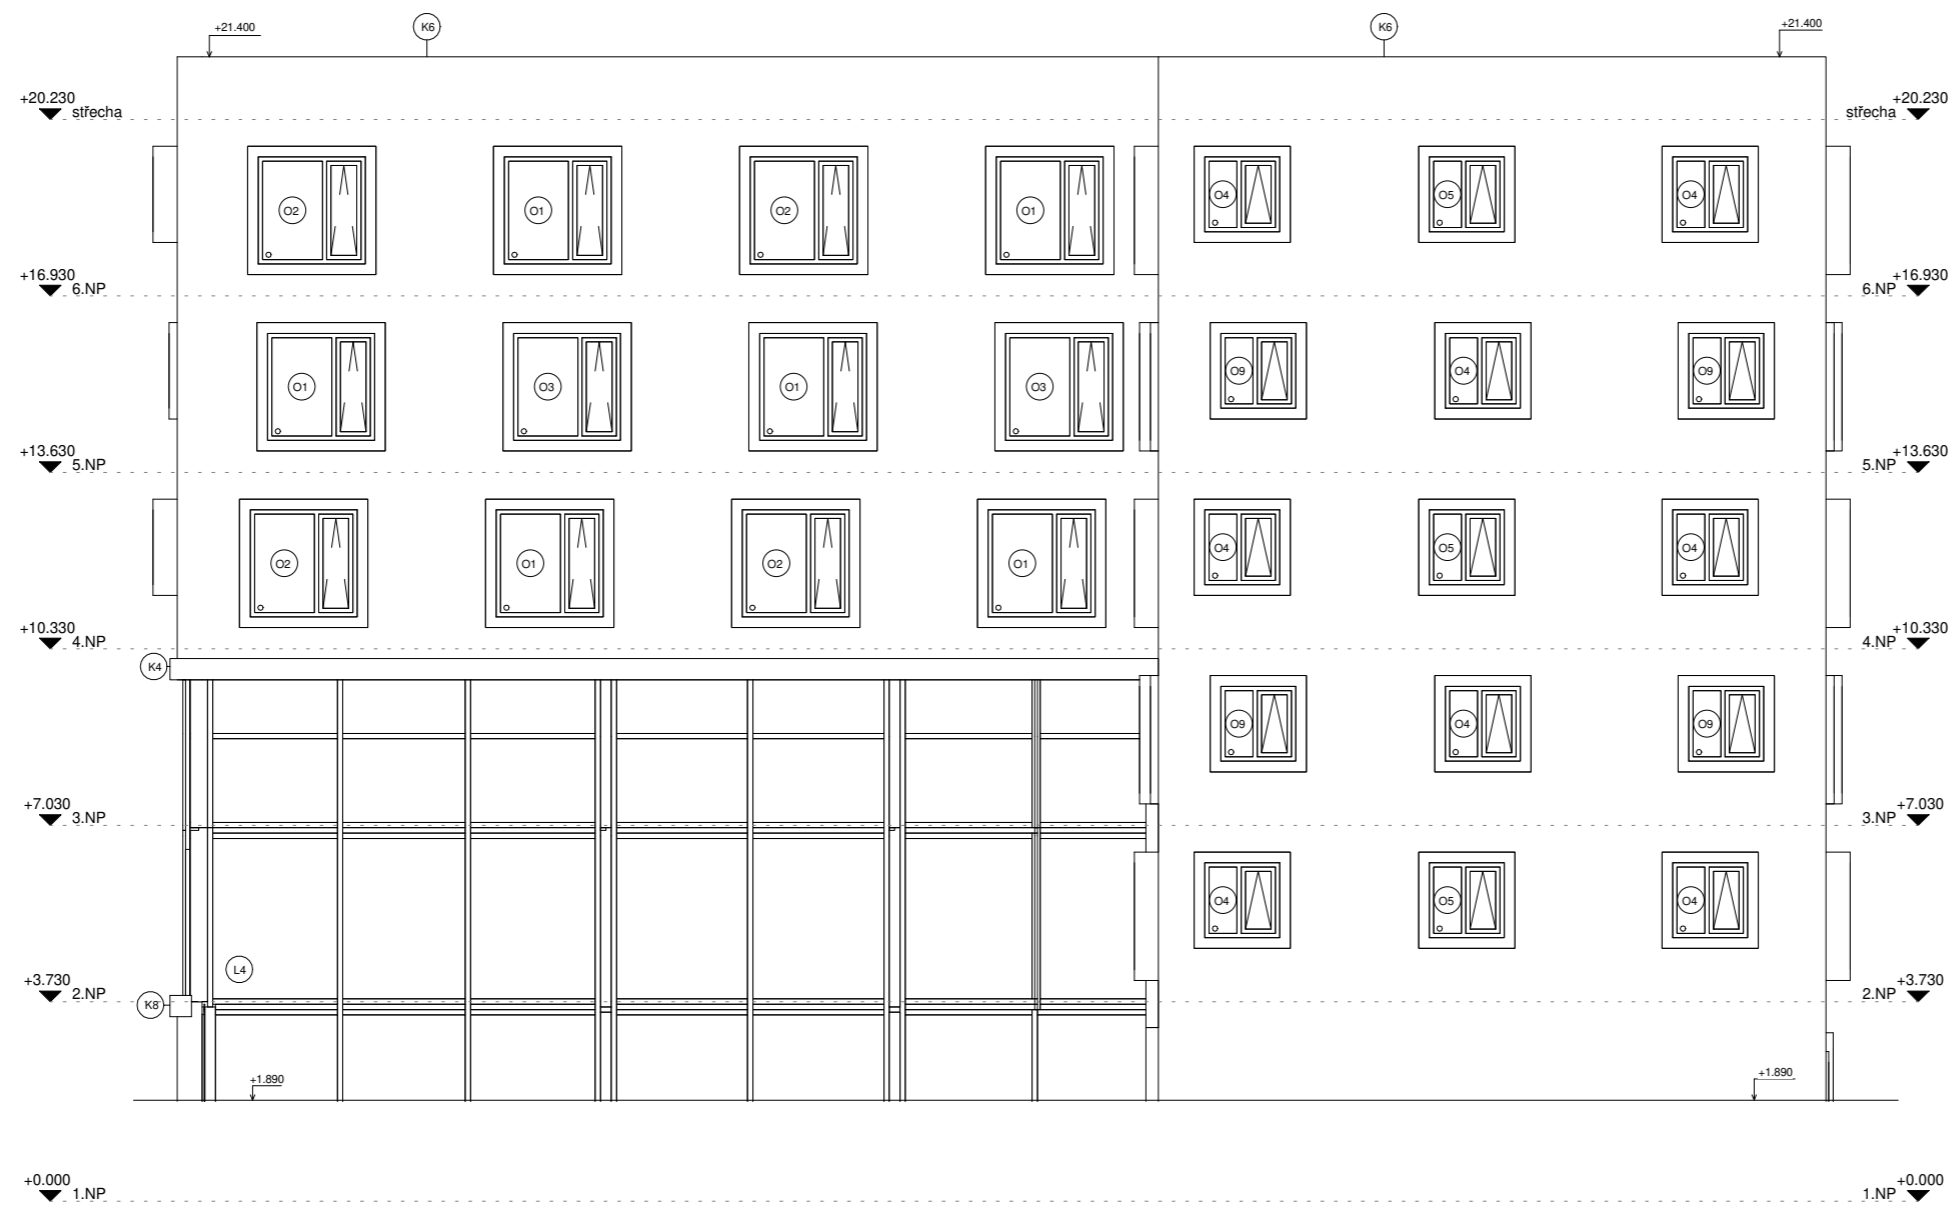 +21.400 K6 K6 +21.400
+20.230 +20.230
střecha střecha
O4 O5 O4
O2 O1 O2 O1
+16.930 +16.930
6.NP 6.NP
O9 O4 O9
O1 O3 O1 O3
+13.630 +13.630
5.NP 5.NP
O4 O5 O4
O2 O1 O2 O1
+10.330 +10.330
4.NP 4.NP
K4
O9 O4 O9
+7.030 +7.030
3.NP 3.NP
O4 O5 O4
L4
+3.730 +3.730
2.NP 2.NP
K8
+1.890 +1.890
+0.000 +0.000
1.NP 1.NP